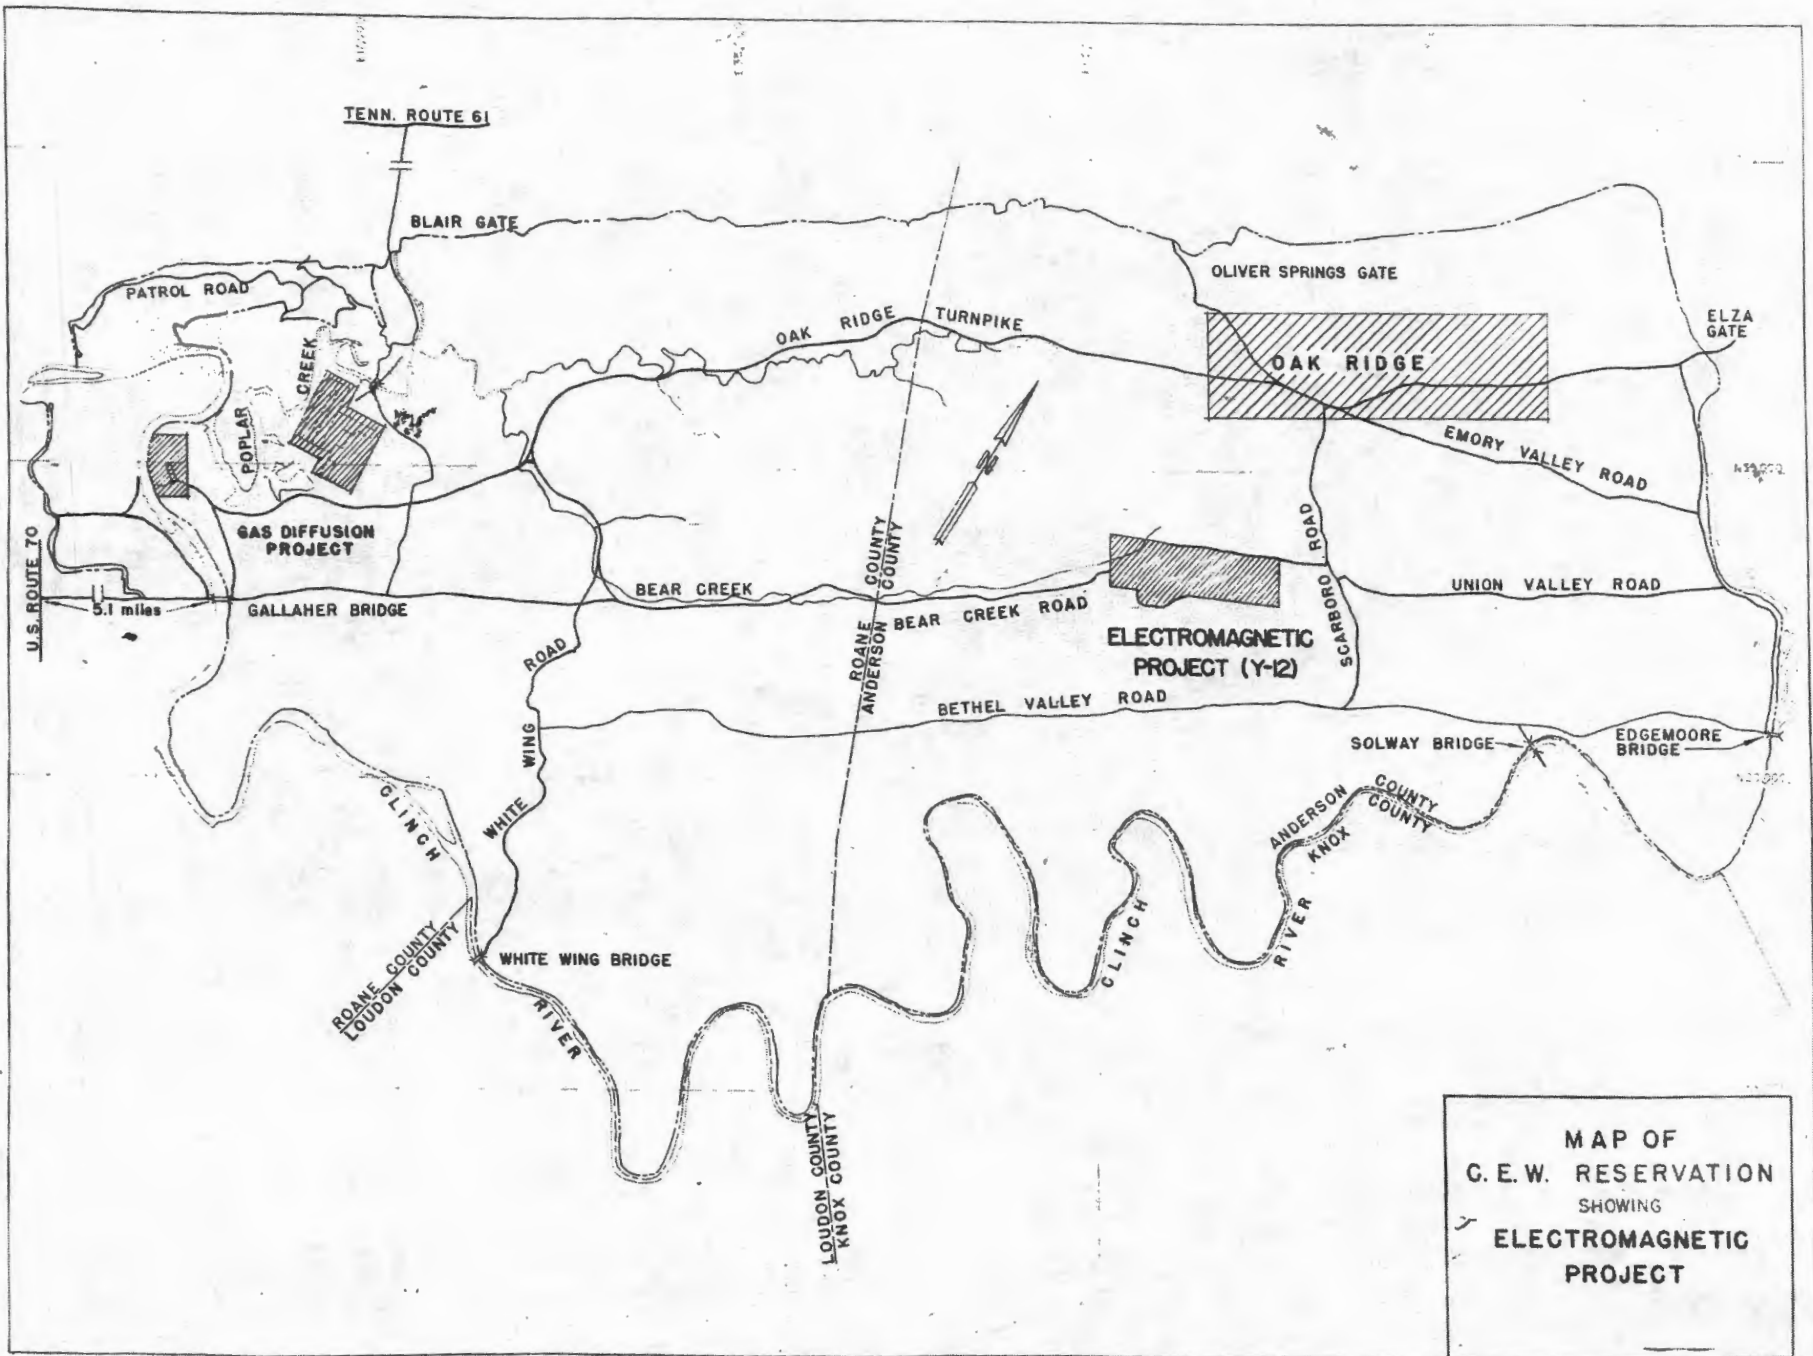 TENN. ROUTE 61
BLAIR GATE
PATROL ROAD
OLIVER SPRINGS GATE
OAK RIDGE TURNPIKE
ELZA
GATE
OAK RIDGE
POPLAR CREEK
EMORY VALLEY ROAD
GAS DIFFUSION
PROJECT
U.S. ROUTE 70
5.1 miles
GALLAHER BRIDGE
BEAR CREEK
BEAR CREEK ROAD
ROANE COUNTY
ANDERSON COUNTY
N
SCARBORO ROAD
UNION VALLEY ROAD
ELECTROMAGNETIC
PROJECT (Y-12)
WHITE WING ROAD
BETHEL VALLEY ROAD
SOLWAY BRIDGE
EDGEMOORE
BRIDGE
CLINCH RIVER
ANDERSON COUNTY
KNOX COUNTY
CLINCH RIVER
ROANE COUNTY
LOUDON COUNTY
WHITE WING BRIDGE
LOUDON COUNTY
KNOX COUNTY
MAP OF
C.E.W. RESERVATION
SHOWING
ELECTROMAGNETIC
PROJECT